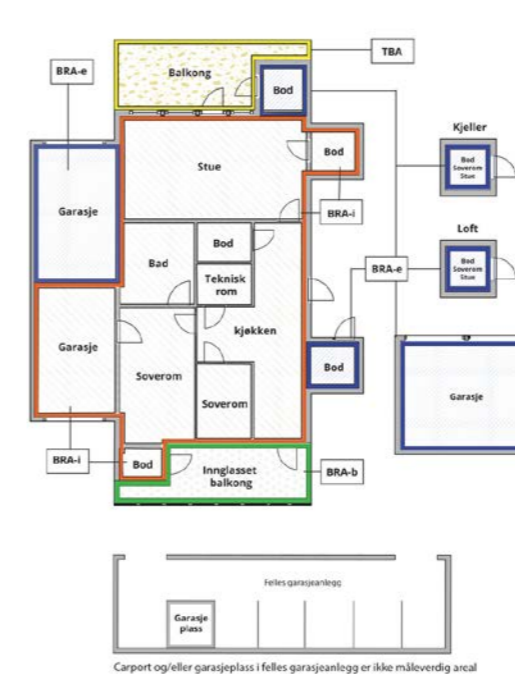 TBA
Balkong
BRA-e
Bod
Kjeller
Bod
Soverom
Stue
Stue
Bod
Garasje
BRA-i
Loft
Bod
Bad
Teknisk
rom
BRA-e
Bod
Soverom
Stue
Garasje
kjøkken
Soverom
Bod
Garasje
Soverom
BRA-i
Bod
Innglasset
balkong
BRA-b
Felles garasjeanlegg
Garasje
plass
Carport og/eller garasjeplass i felles garasjeanlegg er ikke måleverdig areal